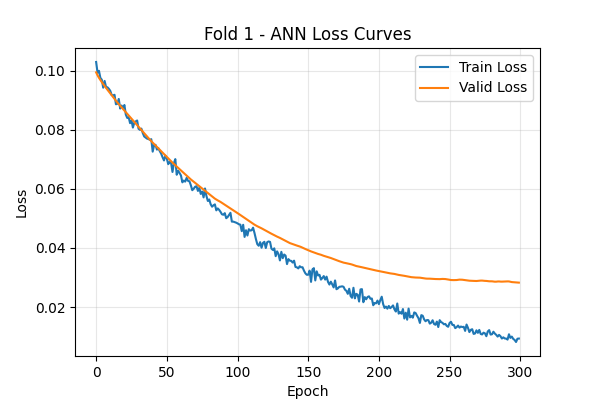 Fold 1 - ANN Loss Curves
Train Loss
Valid Loss
Loss
0.10
0.08
0.06
0.04
0.02
0 50 100 150 200 250 300
Epoch